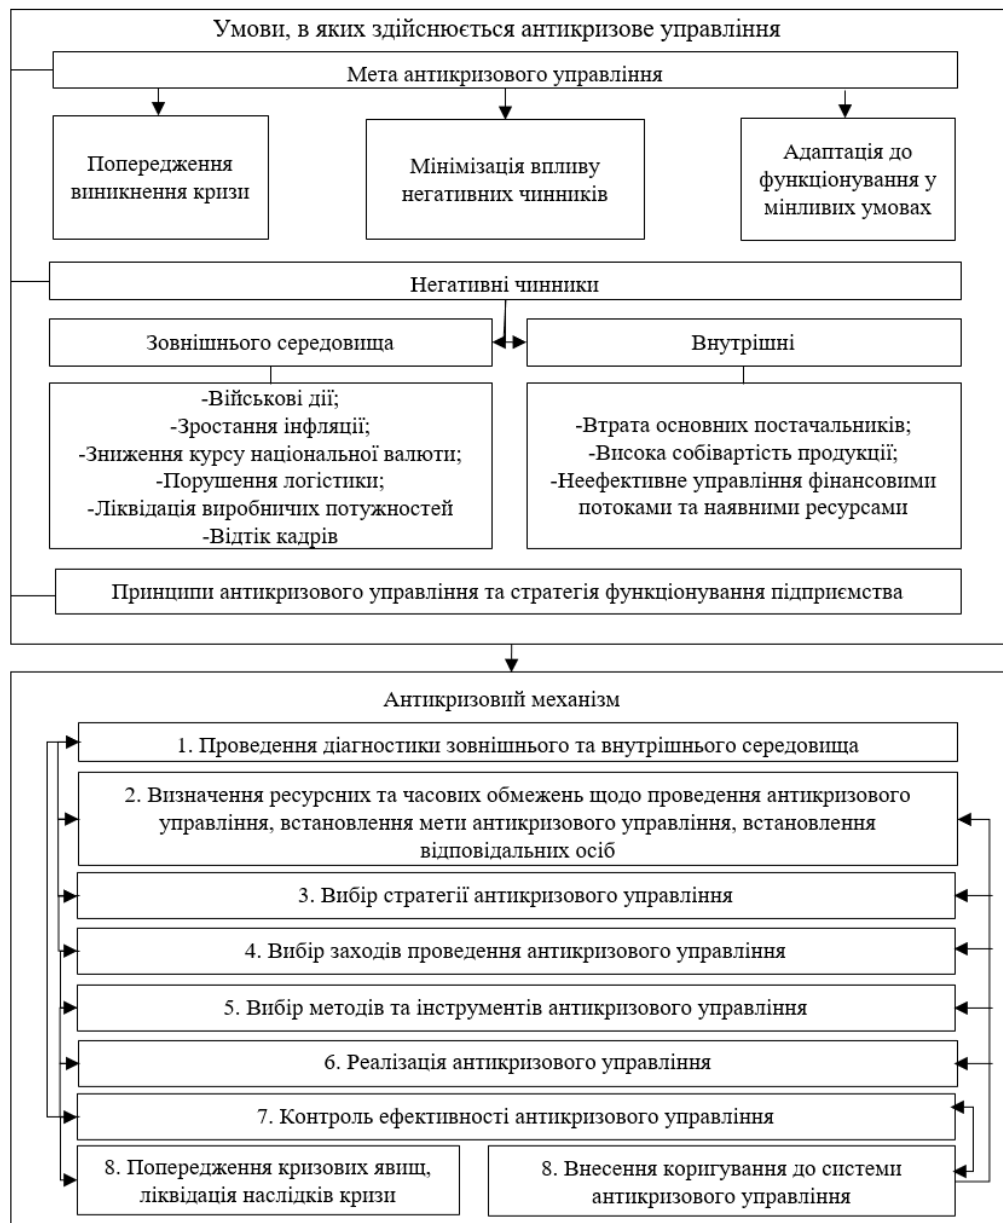 Умови, в яких здійснюється антикризове управління
Мета антикризового управління
Попередження
виникнення кризи
Мінімізація впливу
негативних чинників
Адаптація до
функціонування у
мінливих умовах
Негативні чинники
Зовнішнього середовища
Внутрішні
-Військові дії;
-Зростання інфляції;
-Зниження курсу національної валюти;
-Порушення логістики;
-Ліквідація виробничих потужностей
-Відтік кадрів
-Втрата основних постачальників;
-Висока собівартість продукції;
-Неефективне управління фінансовими
потоками та наявними ресурсами
Принципи антикризового управління та стратегія функціонування підприємства
Антикризовий механізм
1. Проведення діагностики зовнішнього та внутрішнього середовища
2. Визначення ресурсних та часових обмежень щодо проведення антикризового
управління, встановлення мети антикризового управління, встановлення
відповідальних осіб
3. Вибір стратегії антикризового управління
4. Вибір заходів проведення антикризового управління
5. Вибір методів та інструментів антикризового управління
6. Реалізація антикризового управління
7. Контроль ефективності антикризового управління
8. Попередження кризових явищ,
ліквідація наслідків кризи
8. Внесення коригування до системи
антикризового управління